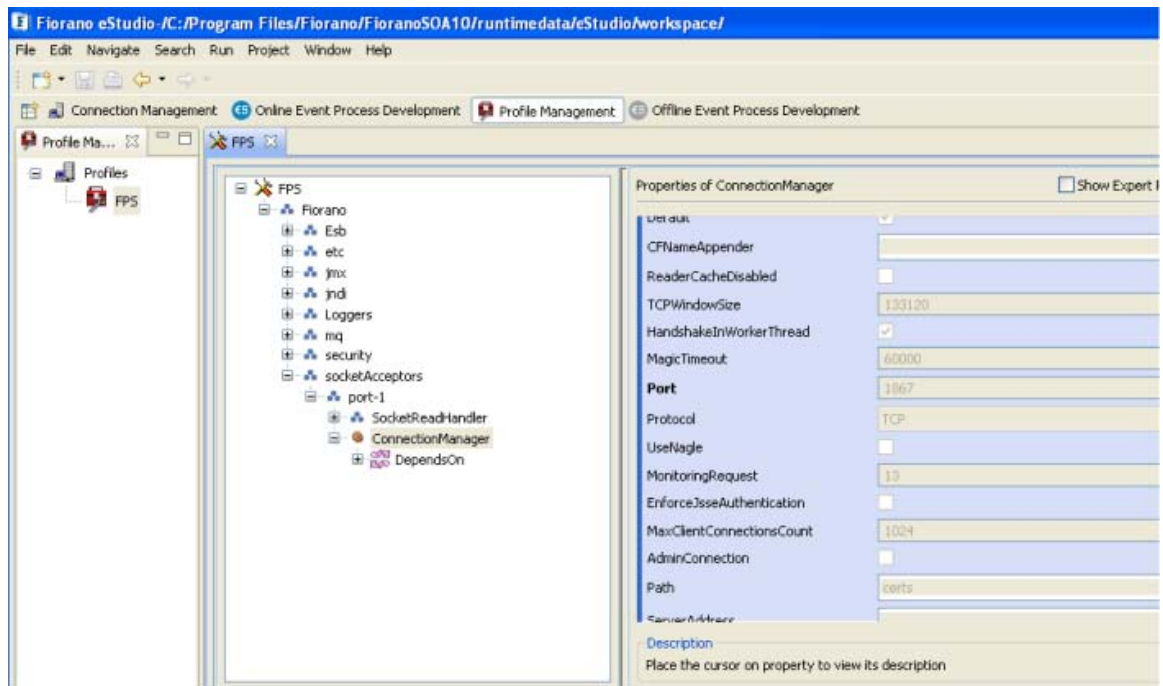 Fiorano eStudio-/C:/Program Files/Fiorano/FioranoSOA10/runtimedata/eStudio/workspace/
File Edit Navigate Search Run Project Window Help
Connection Management Online Event Process Development Profile Management Offline Event Process Development
Profile Ma... FPS
Profiles
FPS
FPS
Fiorano
Esb
etc
jmx
jndi
Loggers
mq
security
socketAcceptors
port-1
SocketReadHandler
ConnectionManager
DependsOn
Properties of ConnectionManager Show Expert
Default
CFNameAppender
ReaderCacheDisabled
TCPWindowSize 133120
HandshakeInWorkerThread
MagicTimeout 60000
Port 1867
Protocol TCP
UseNagle
MonitoringRequest 13
EnforceJsseAuthentication
MaxClientConnectionsCount 1024
AdminConnection
Path certs
ServerAddress
Description
Place the cursor on property to view its description